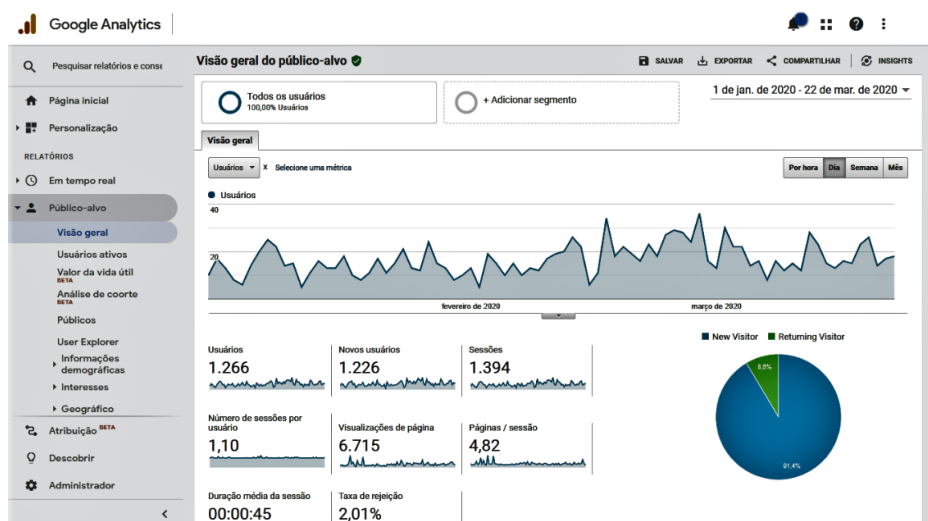 Google Analytics
Pesquisar relatórios e conse
Página inicial
Personalização
RELATÓRIOS
Em tempo real
Público-alvo
Visão geral
Usuários ativos
Valor da vida útil
BETA
Análise de coorte
BETA
Públicos
User Explorer
Informações
demográficas
Interesses
Geográfico
Atribuição BETA
Descobrir
Administrador
Visão geral do público-alvo
SALVAR
EXPORTAR
COMPARTILHAR
INSIGHTS
Todos os usuários
100,00% Usuários
+ Adicionar segmento
1 de jan. de 2020 - 22 de mar. de 2020
Visão geral
Usuários
X Selecione uma métrica
Por hora Dia Semana Mês
Usuários
40
20
fevereiro de 2020
março de 2020
Usuários
1.266
Novos usuários
1.226
Sessões
1.394
Número de sessões por
usuário
1,10
Visualizações de página
6.715
Páginas / sessão
4,82
Duração média da sessão
00:00:45
Taxa de rejeição
2,01%
New Visitor Returning Visitor
8,6%
91,4%